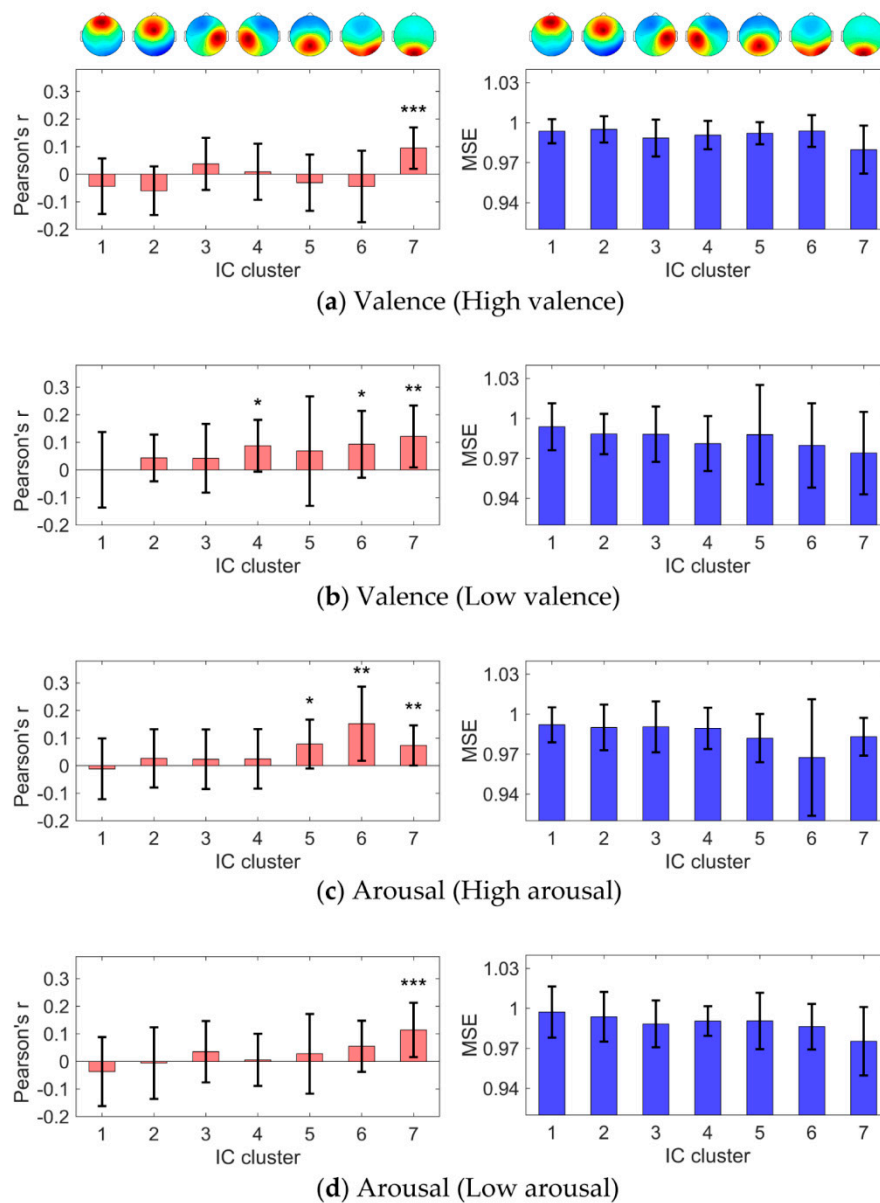 0.3
0.2
0.1
0
-0.1
-0.2
Pearson's r
***
1 2 3 4 5 6 7
IC cluster
1.03
1
0.97
0.94
MSE
1 2 3 4 5 6 7
IC cluster
(a) Valence (High valence)
0.3
0.2
0.1
0
-0.1
-0.2
Pearson's r
* * **
1 2 3 4 5 6 7
IC cluster
1.03
1
0.97
0.94
MSE
1 2 3 4 5 6 7
IC cluster
(b) Valence (Low valence)
0.3
0.2
0.1
0
-0.1
-0.2
Pearson's r
* ** **
1 2 3 4 5 6 7
IC cluster
1.03
1
0.97
0.94
MSE
1 2 3 4 5 6 7
IC cluster
(c) Arousal (High arousal)
0.3
0.2
0.1
0
-0.1
-0.2
Pearson's r
***
1 2 3 4 5 6 7
IC cluster
1.03
1
0.97
0.94
MSE
1 2 3 4 5 6 7
IC cluster
(d) Arousal (Low arousal)